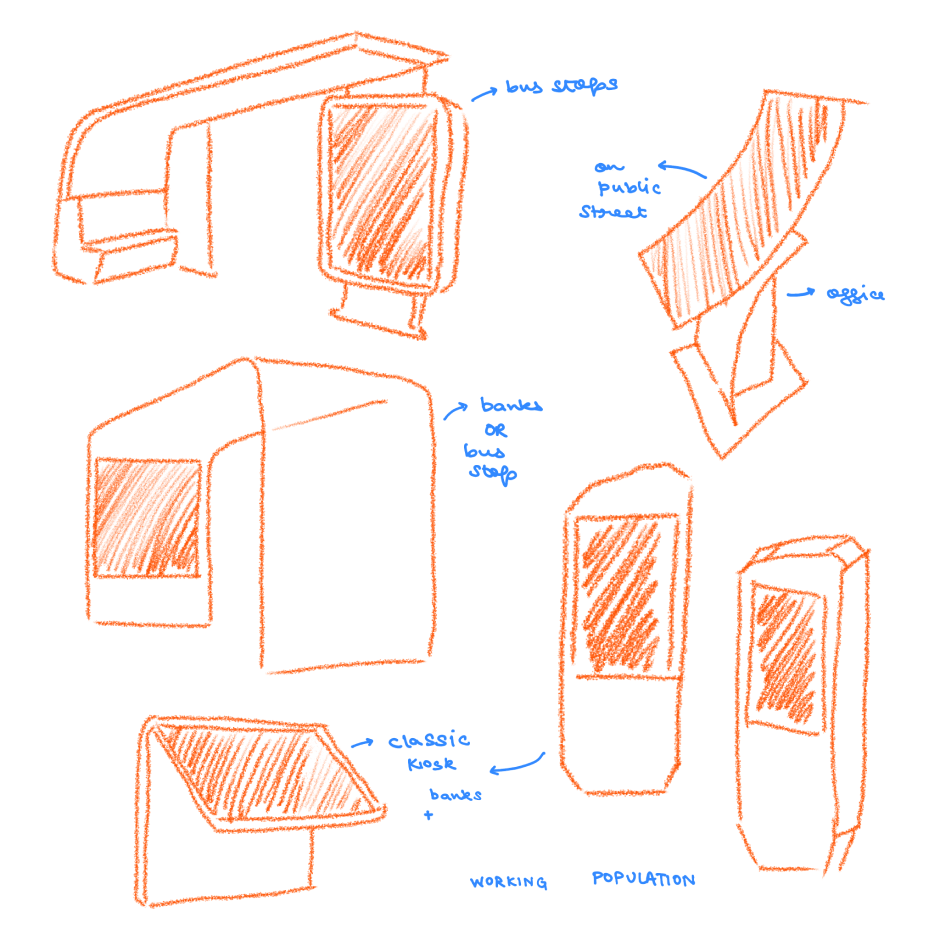 bus stops
on
public
street
office
banks
OR
bus
stop
classic
kiosk
banks
+
WORKING POPULATION